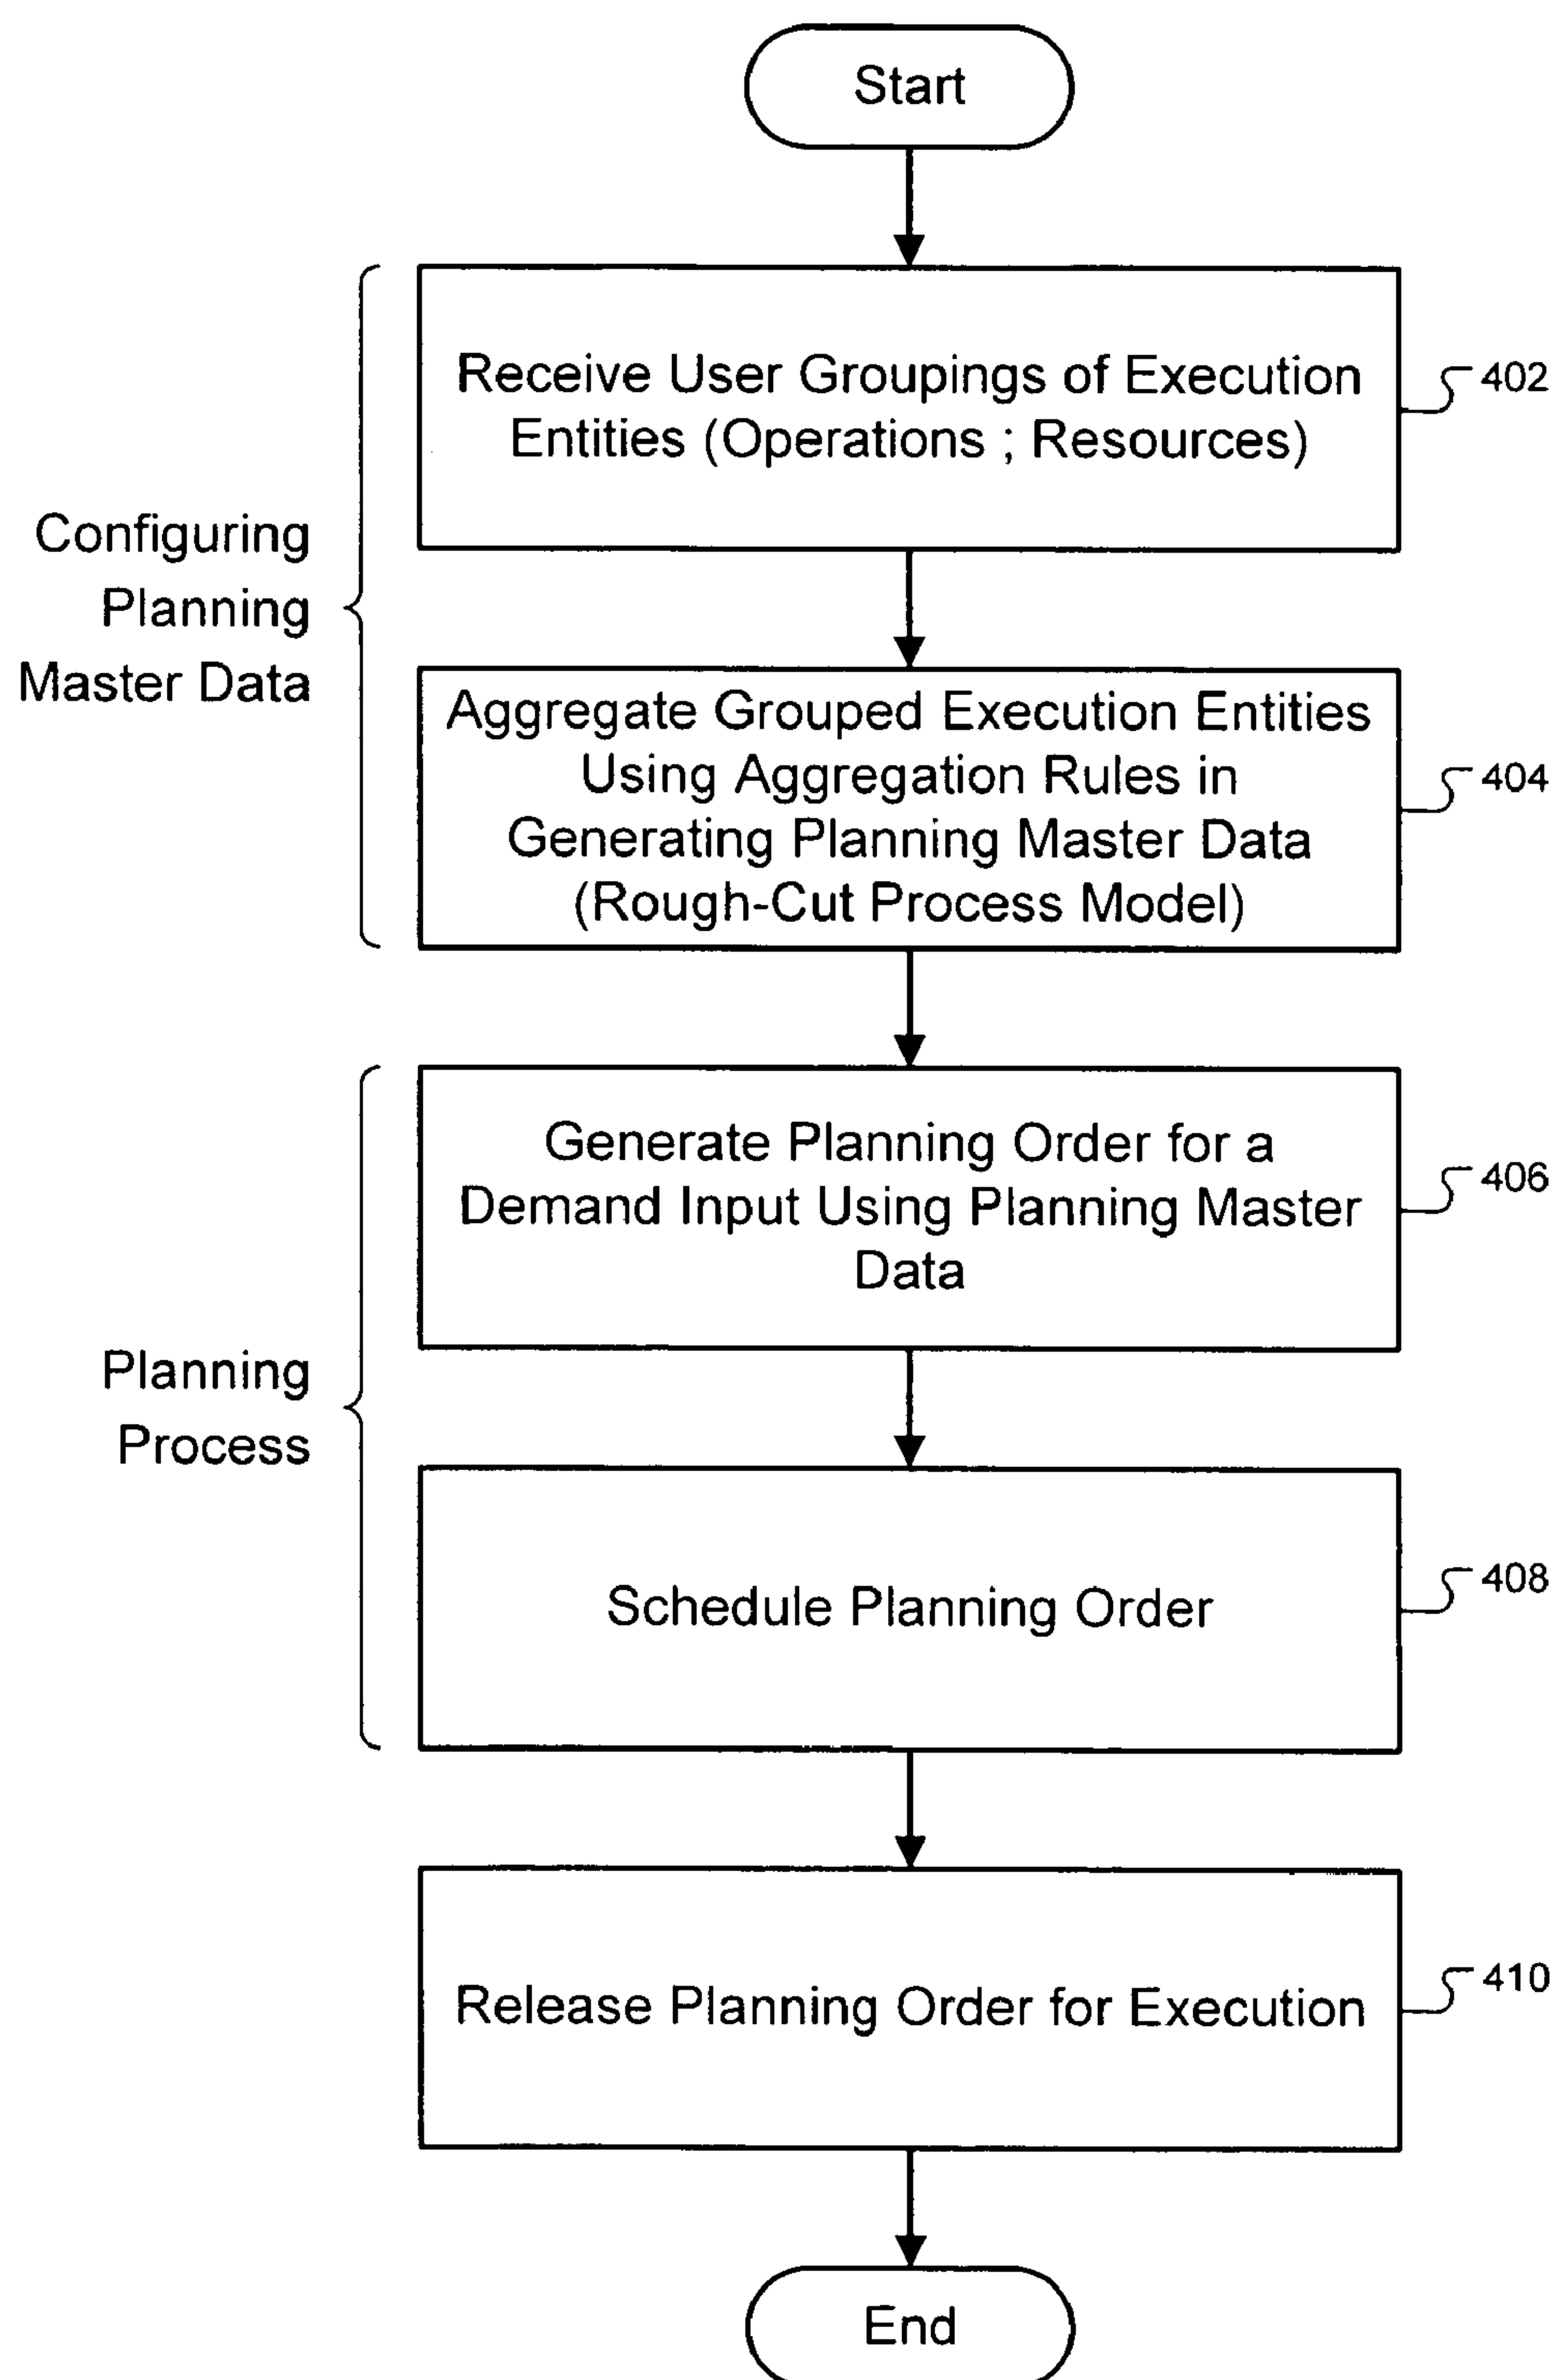 Start
Receive User Groupings of Execution
Entities (Operations ; Resources)
402
Configuring
Planning
Master Data
Aggregate Grouped Execution Entities
Using Aggregation Rules in
Generating Planning Master Data
(Rough-Cut Process Model)
404
Generate Planning Order for a
Demand Input Using Planning Master
Data
406
Planning
Process
Schedule Planning Order
408
Release Planning Order for Execution
410
End